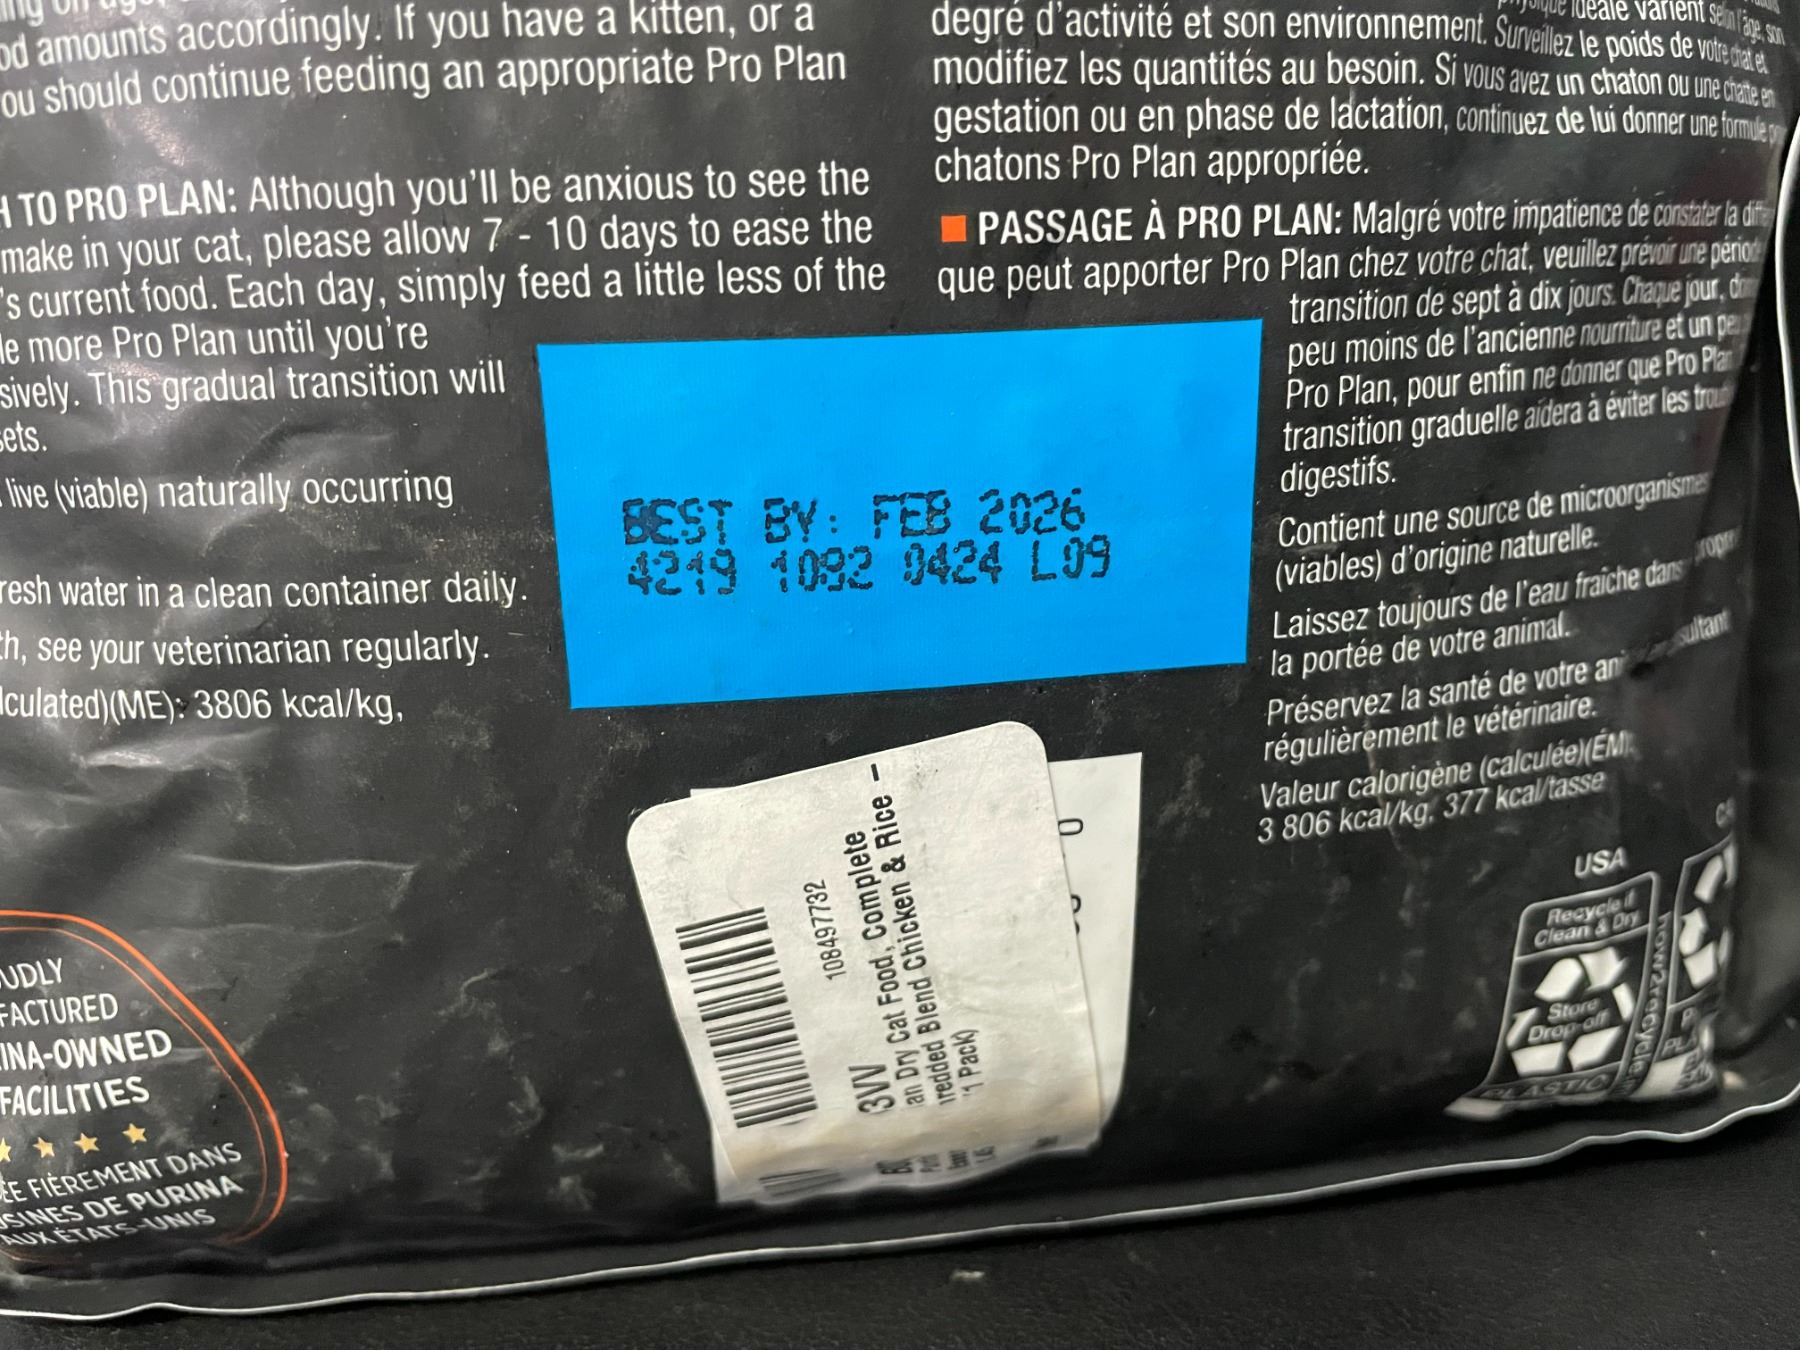 od amounts accordingly. If you have a kitten, or a
ou should continue feeding an appropriate Pro Plan
H TO PRO PLAN: Although you'll be anxious to see the
make in your cat, please allow 7 - 10 days to ease the
's current food. Each day, simply feed a little less of the
le more Pro Plan until you're
sively. This gradual transition will
sets.
live (viable) naturally occurring
resh water in a clean container daily.
th, see your veterinarian regularly.
lculated)(ME): 3806 kcal/kg,
UDLY
FACTURED
INA-OWNED
FACILITIES
ÉE FIÈREMENT DANS
USINES DE PURINA
AUX ÉTATS-UNIS
BEST BY: FEB 2026
4219 1082 0424 L09
108497732
3VV
an Dry Cat Food, Complete
hredded Blend Chicken & Rice -
1 Pack)
idéale varient selon l'âge, son
degré d'activité et son environnement. Surveillez le poids de votre chat et
modifiez les quantités au besoin. Si vous avez un chaton ou une chatte en
gestation ou en phase de lactation, continuez de lui donner une formule
chatons Pro Plan appropriée.
PASSAGE À PRO PLAN: Malgré votre impatience de constater la
que peut apporter Pro Plan chez votre chat, veuillez prévoir une période
transition de sept à dix jours. Chaque jour,
peu moins de l'ancienne nourriture et un peu
Pro Plan, pour enfin ne donner que Pro Plan
transition graduelle aidera à éviter les
digestifs.
Contient une source de microorganismes
(viables) d'origine naturelle.
Laissez toujours de l'eau fraîche dans
la portée de votre animal.
Préservez la santé de votre
régulièrement le vétérinaire.
Valeur calorigène (calculée)(ÉM):
3 806 kcal/kg, 377 kcal/tasse
USA
Recycle if
Clean & Dry
Store
Drop-off
PLASTIC